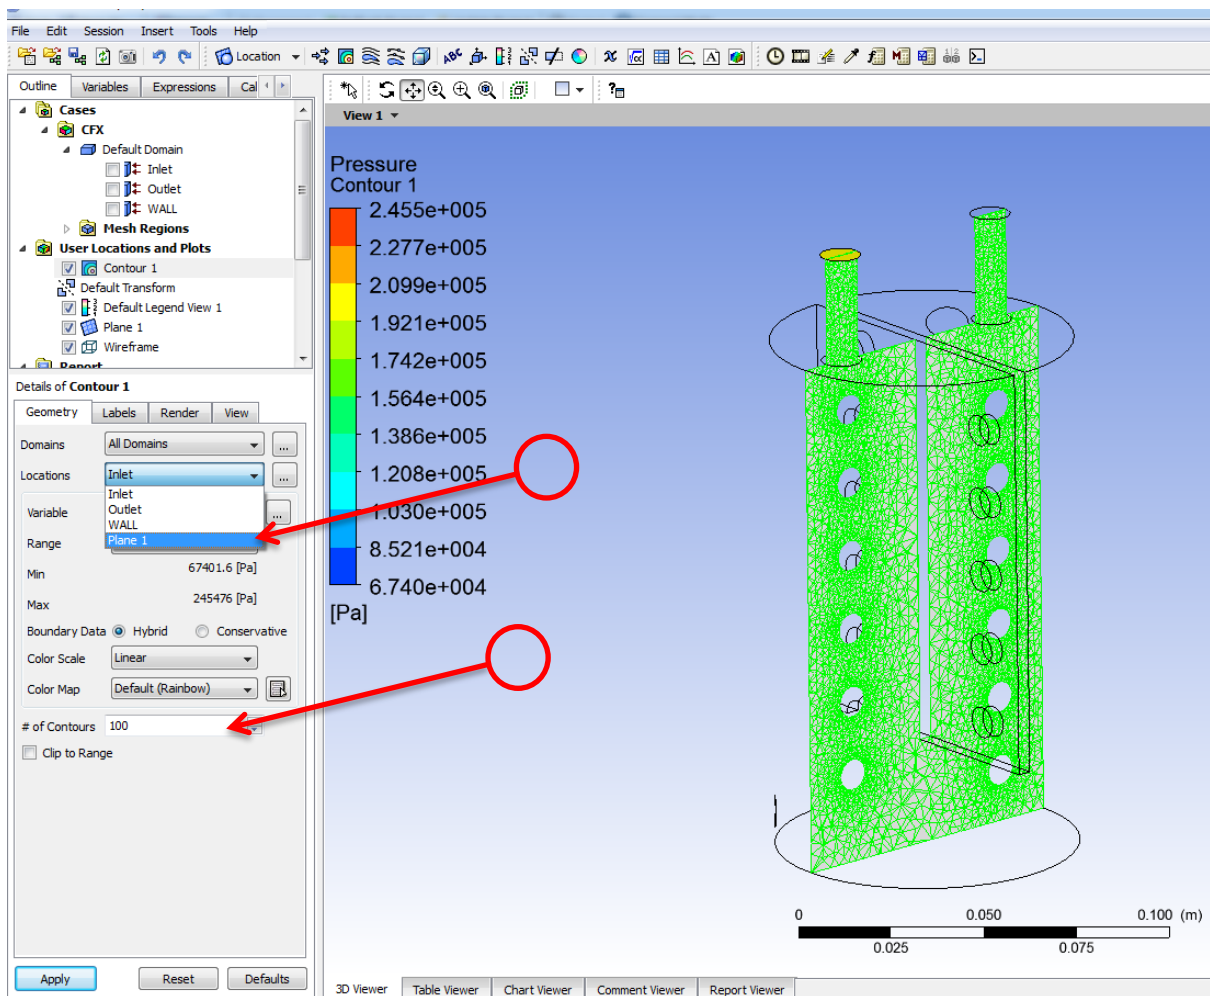 File Edit Session Insert Tools Help
Location
Outline Variables Expressions Cal
Cases
CFX
Default Domain
Inlet
Outlet
WALL
Mesh Regions
User Locations and Plots
Contour 1
Default Transform
Default Legend View 1
Plane 1
Wireframe
Report
Details of Contour 1
Geometry Labels Render View
Domains All Domains ...
Locations Inlet ...
Inlet
Outlet
WALL
Plane 1
Variable ...
Range
Min 67401.6 [Pa]
Max 245476 [Pa]
Boundary Data Hybrid Conservative
Color Scale Linear
Color Map Default (Rainbow)
# of Contours 100
Clip to Range
Apply Reset Defaults
View 1
Pressure
Contour 1
2.455e+005
2.277e+005
2.099e+005
1.921e+005
1.742e+005
1.564e+005
1.386e+005
1.208e+005
1.030e+005
8.521e+004
6.740e+004
[Pa]
0 0.050 0.100 (m)
0.025 0.075
3D Viewer Table Viewer Chart Viewer Comment Viewer Report Viewer